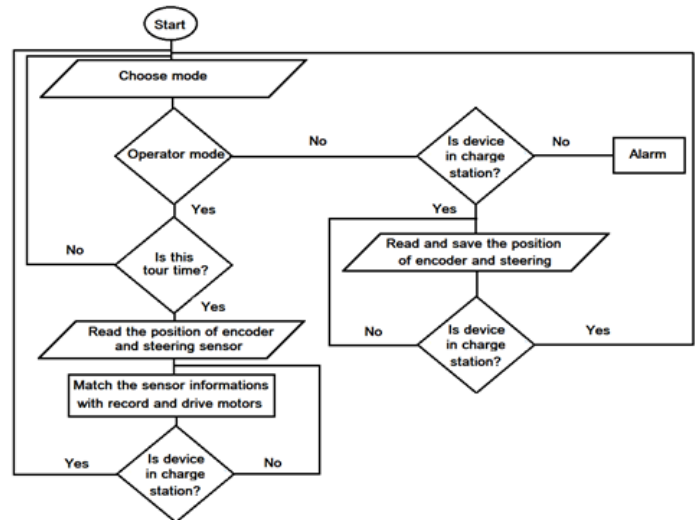 Start
Choose mode
Operator mode
No
Is device
in charge
station?
No
Alarm
Yes
Yes
No
Is this
tour time?
Read and save the position
of encoder and steering
Yes
Read the position of encoder
and steering sensor
No
Is device
in charge
station?
Yes
Match the sensor informations
with record and drive motors
Yes
Is device
in charge
station?
No